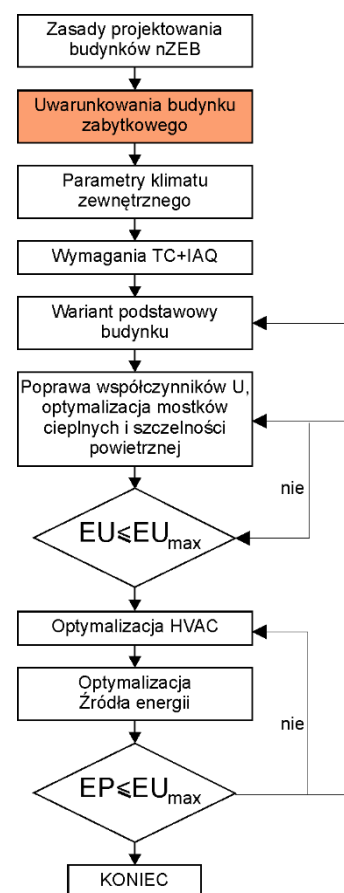 Zasady projektowania
budynków nZEB
Uwarunkowania budynku
zabytkowego
Parametry klimatu
zewnętrznego
Wymagania TC+IAQ
Wariant podstawowy
budynku
Poprawa współczynników U,
optymalizacja mostków
cieplnych i szczelności
powietrznej
nie
EU≤EUmax
Optymalizacja HVAC
Optymalizacja
Źródła energii
nie
EP≤EUmax
KONIEC